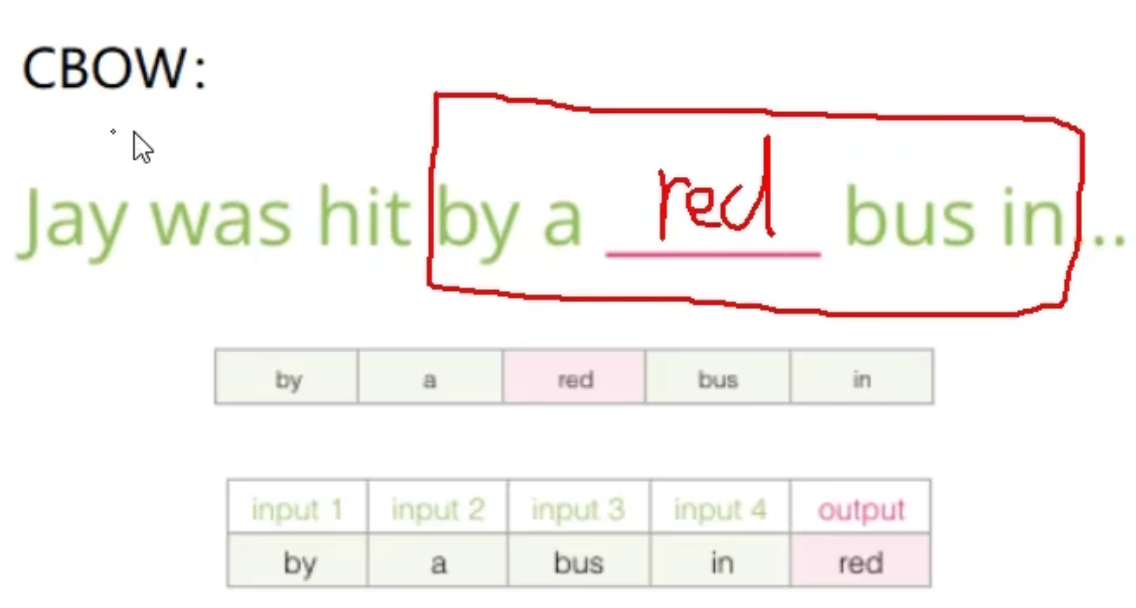 CBOW:
Jay was hit by a red bus in...
by a red bus in
input 1 input 2 input 3 input 4 output
by a bus in red